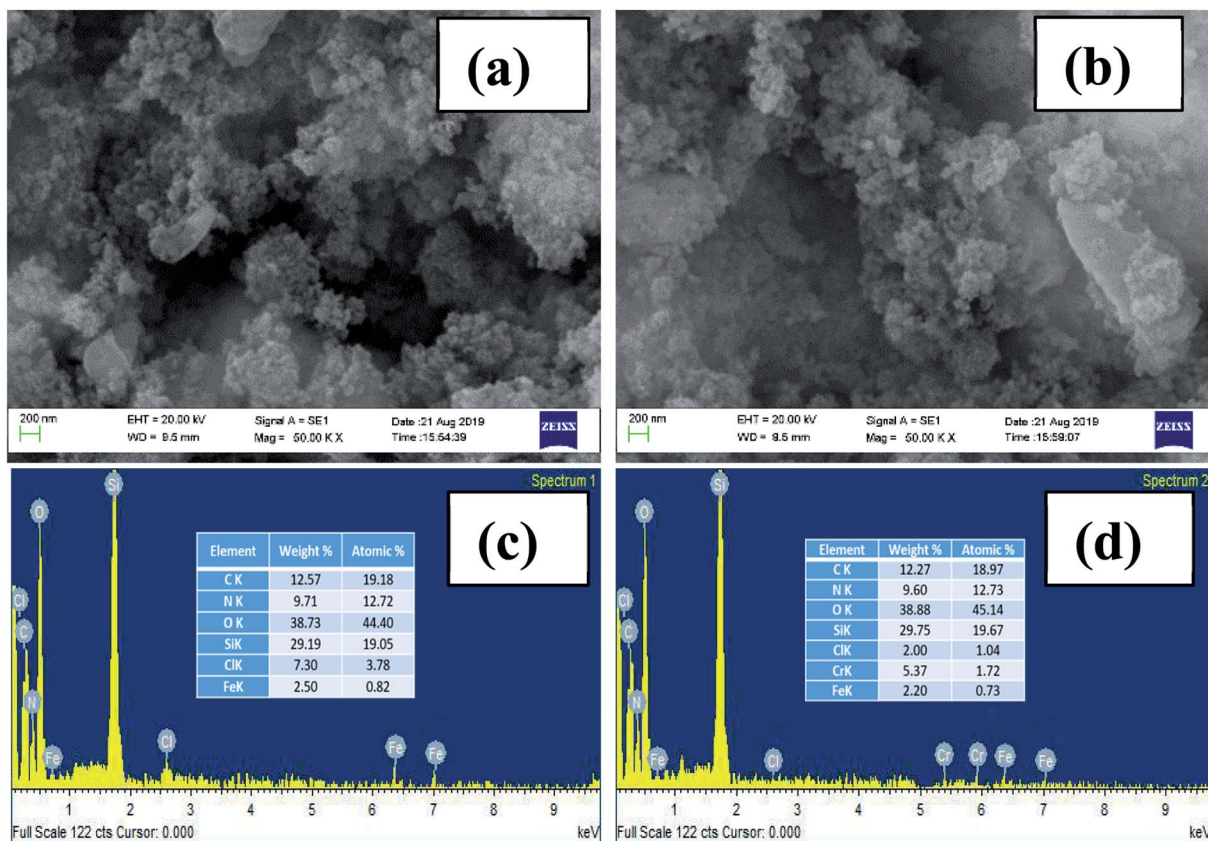 (a)
(b)
200 nm EHT = 20.00 kV Signal A = SE1 Date :21 Aug 2019 ZEISS
WD = 9.5 mm Mag = 50.00 K X Time :15:54:39
200 nm EHT = 20.00 kV Signal A = SE1 Date :21 Aug 2019 ZEISS
WD = 9.5 mm Mag = 50.00 K X Time :15:59:07
Spectrum 1
(c)
Si
O
Cl
C
N
Fe
Cl
Fe
Fe
Element Weight % Atomic %
C K 12.57 19.18
N K 9.71 12.72
O K 38.73 44.40
SiK 29.19 19.05
ClK 7.30 3.78
FeK 2.50 0.82
1 2 3 4 5 6 7 8 9
Full Scale 122 cts Cursor: 0.000 keV
Spectrum 2
(d)
Si
O
Cl
C
N
Fe
Cl
Cr
Cr
Fe
Fe
Element Weight % Atomic %
C K 12.27 18.97
N K 9.60 12.73
O K 38.88 45.14
SiK 29.75 19.67
ClK 2.00 1.04
CrK 5.37 1.72
FeK 2.20 0.73
1 2 3 4 5 6 7 8 9
Full Scale 122 cts Cursor: 0.000 keV